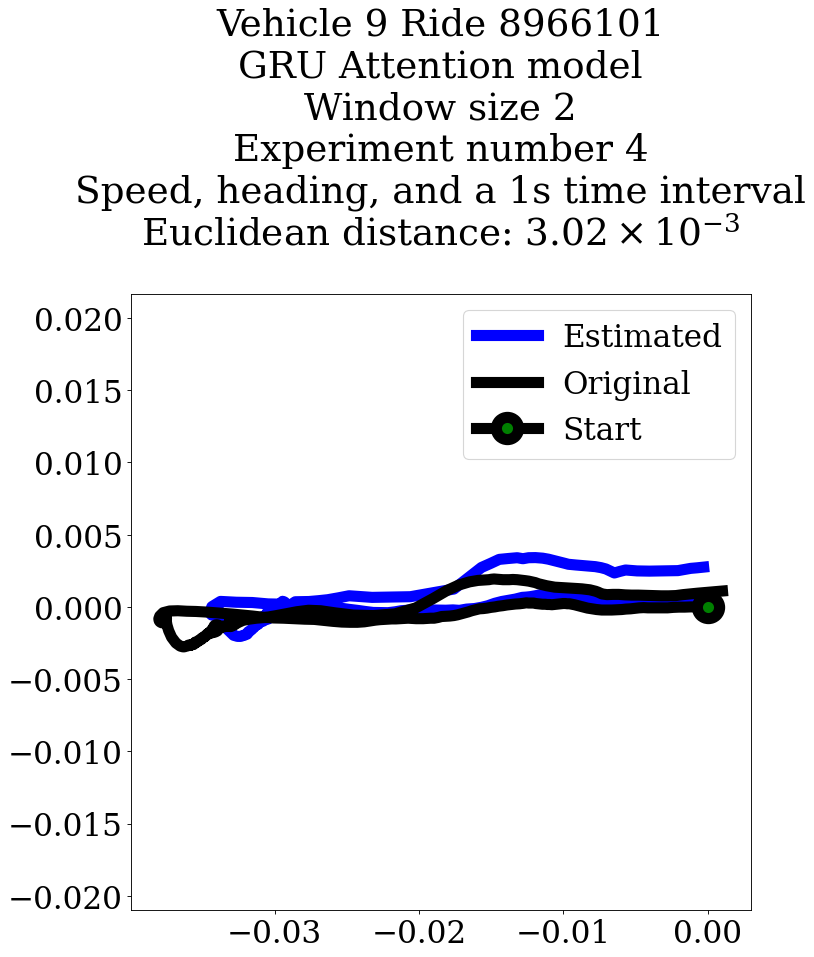 Vehicle 9 Ride 8966101
GRU Attention model
Window size 2
Experiment number 4
Speed, heading, and a 1s time interval
Euclidean distance: 3.02 × 10⁻³
Estimated
Original
Start
0.020
0.015
0.010
0.005
0.000
−0.005
−0.010
−0.015
−0.020
−0.03 −0.02 −0.01 0.00